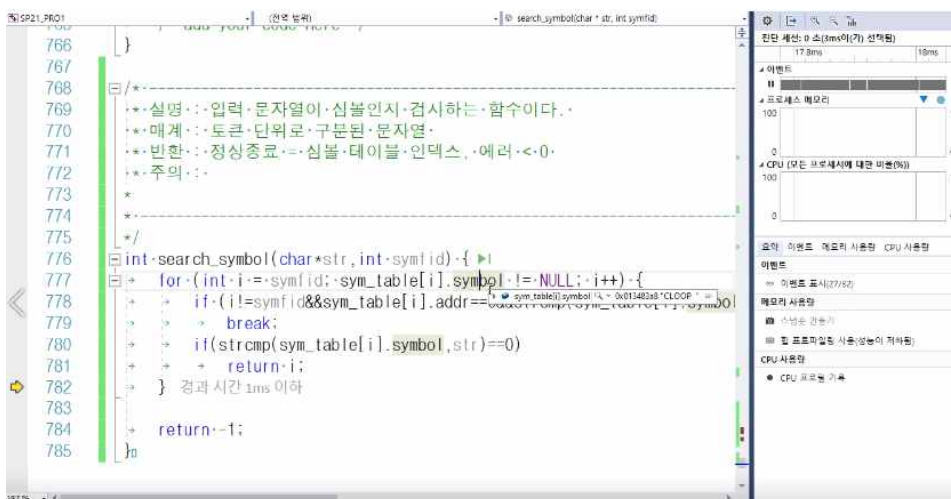 SP21_PRO1
(전역 범위)
search_symbol(char * str, int symfid)
766 }
767
768 /*-----------------------------------------------
769 * 설명 : 입력 문자열이 심볼인지 검사하는 함수이다.
770 * 매계 : 토큰 단위로 구분된 문자열
771 * 반환 : 정상종료 = 심볼 테이블 인덱스, 에러 < 0
772 * 주의 :
773 *
774 *-----------------------------------------------
775 */
776 int search_symbol(char*str,int symfid) {
777 for (int i = symfid; sym_table[i].symbol != NULL; i++) {
sym_table[i].symbol 0x013483a8 "CLOOP "
778 if (i!=symfid&&sym_table[i].addr==
779 break;
780 if(strcmp(sym_table[i].symbol,str)==0)
781 return i;
782 } 경과 시간 1ms 이하
783
784 return -1;
785 }
진단 세션: 0 초(3ms이(가) 선택됨)
17.8ms
18ms
이벤트
프로세스 메모리
100
0
CPU (모든 프로세서에 대한 비율(%))
100
0
요약 이벤트 메모리 사용량 CPU 사용량
이벤트
이벤트 표시(27/82)
메모리 사용량
스냅숏 만들기
힙 프로파일링 사용(성능이 저하됨)
CPU 사용량
CPU 프로필 기록